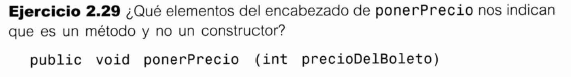 Ejercicio 2.29 ¿Qué elementos del encabezado de ponerPrecio nos indican
que es un método y no un constructor?
public void ponerPrecio (int precioDelBoleto)